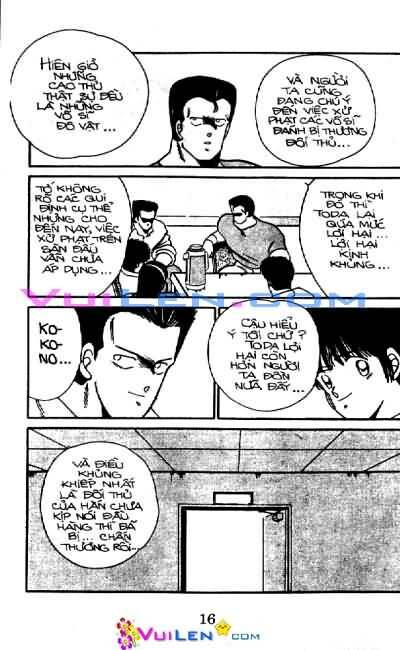 HIỆN GIỜ
NHỮNG
CAO THỦ
THẬT SỰ ĐỀU
LÀ NHỮNG
VÕ SĨ
ĐÔ VẬT...
VÀ NGƯỜI
TA CŨNG
ĐANG CHÚ Ý
ĐẾN VIỆC XỬ
PHẠT CÁC VÕ SĨ
ĐÁNH BỊ THƯƠNG
ĐỐI THỦ...
TỚ KHÔNG
RÕ CÁC QUI
ĐỊNH CỤ THỂ
NHƯNG CHO
ĐẾN NAY, VIỆC
XỬ PHẠT TRÊN
SÀN ĐẤU
VẪN CHƯA
ÁP DỤNG...
TRONG KHI
ĐÓ THÌ
TODA LẠI
QUÁ MỨC
LỢI HẠI...
LỢI HẠI
KINH
KHỦNG...
KO-
KO-
NO...
CẬU HIỂU
Ý TỚ CHỨ?
TODA LỢI
HẠI CÒN
HƠN NGƯỜI
TA ĐỒN
NỮA ĐẤY...
VÀ ĐIỀU
KHỦNG
KHIẾP NHẤT
LÀ ĐỐI THỦ
CỦA HẮN CHƯA
KỊP NỐI ĐẦU
HÀNG THÌ ĐÃ
BỊ... CHẤN
THƯƠNG RỒI...
VUILEN.COM
16
VUILEN.COM